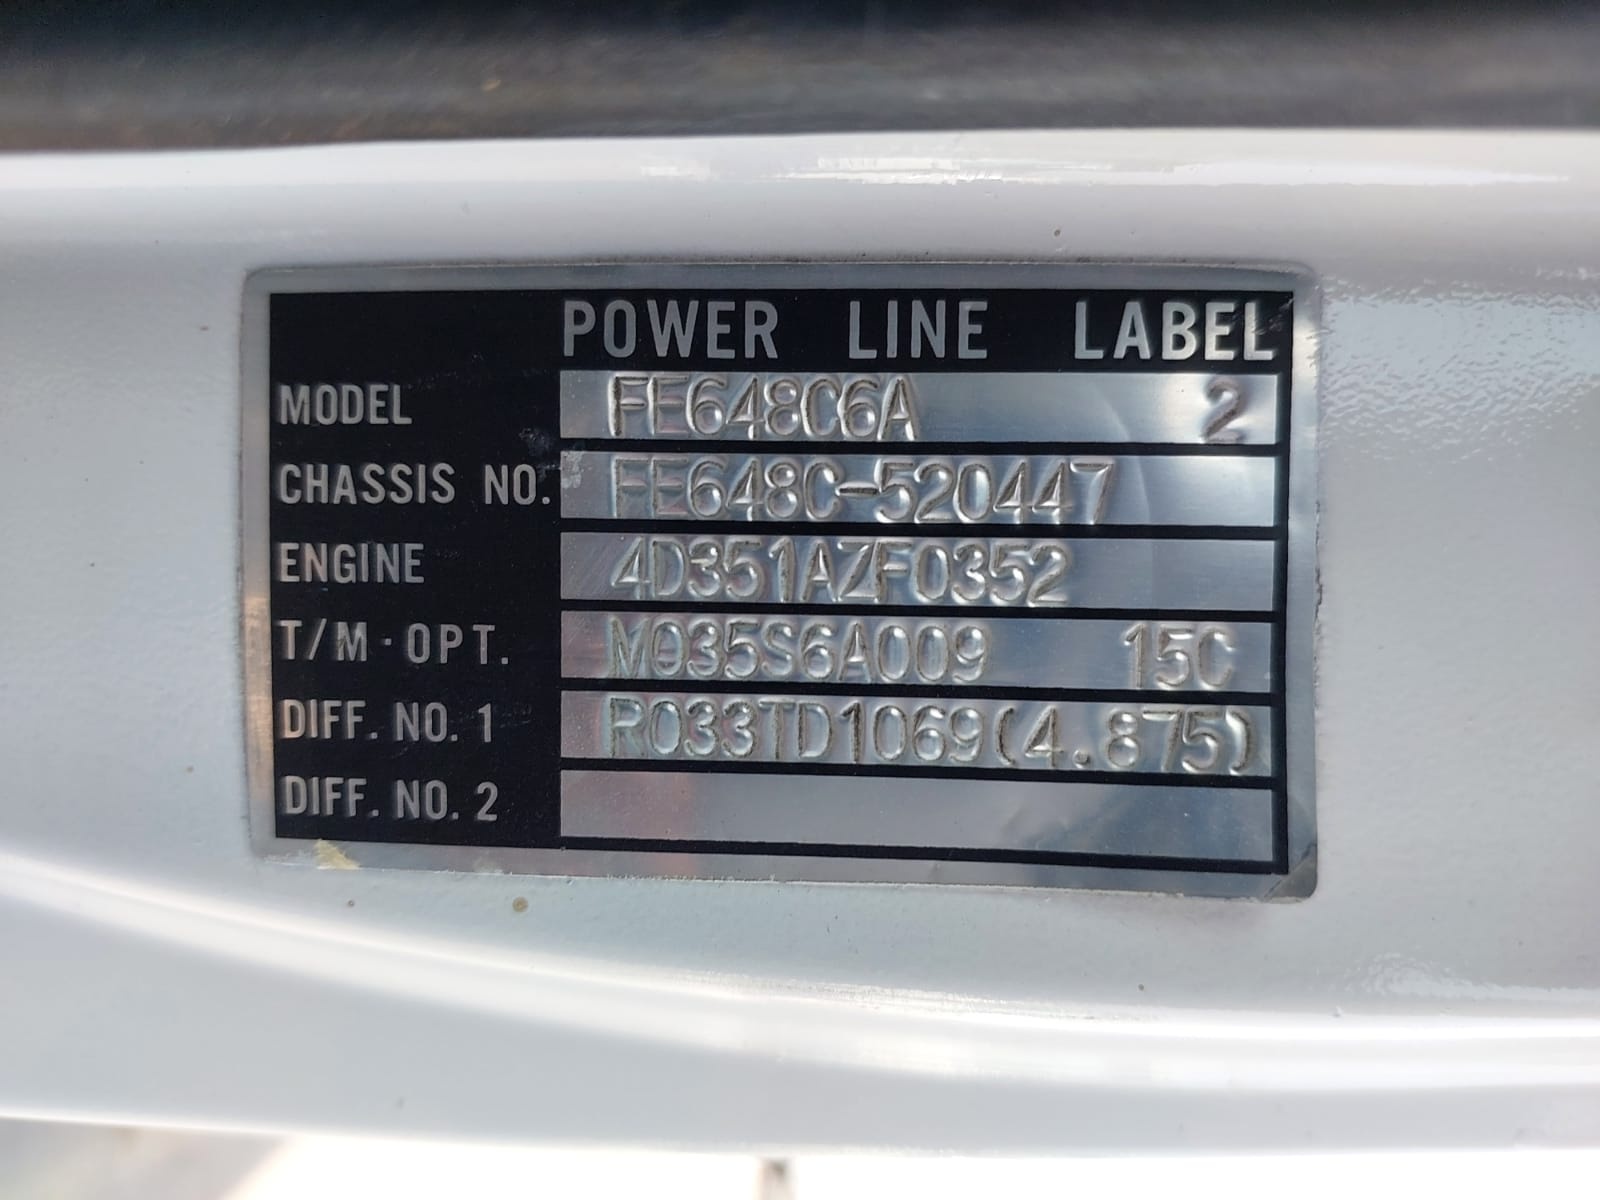 POWER LINE LABEL
MODEL FE648C6A 2
CHASSIS NO. FE648C-520447
ENGINE 4D351AZF0352
T/M·OPT. M035S6A009 15C
DIFF. NO. 1 R033TD1069(4.875)
DIFF. NO. 2